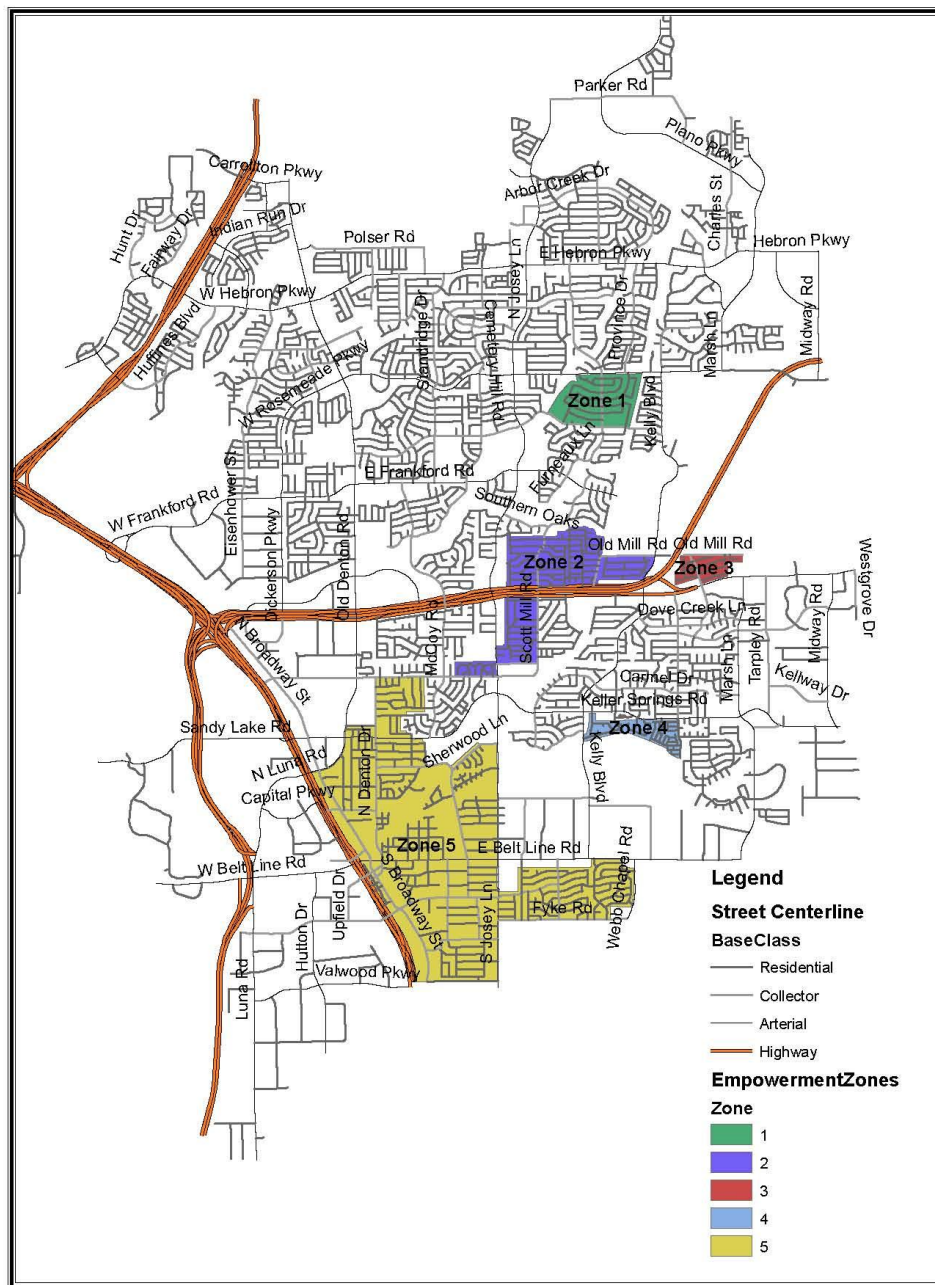 Parker Rd
Plano Pkwy
Carrollton Pkwy
Charles St
Arbor Creek Dr
Indian Run Dr
Hunt Dr
Fairway Dr
Polser Rd
N Josey Ln
E Hebron Pkwy
Hebron Pkwy
W Hebron Pkwy
Huffines Blvd
Standridge Dr
Cemetery Hill Rd
Province Dr
Marsh Ln
Midway Rd
W Rosemeade Pkwy
Zone 1
Kelly Blvd
Furneaux Ln
E Frankford Rd
Eisenhower St
W Frankford Rd
Southern Oaks
Dickerson Pkwy
Old Denton Rd
Old Mill Rd
Old Mill Rd
Zone 2
Zone 3
Westgrove Dr
Scott Mill Rd
Dove Creek Ln
McCoy Rd
N Broadway St
Marsh Ln
Tarpley Rd
Midway Rd
Carmel Dr
Kellway Dr
Keller Springs Rd
Sandy Lake Rd
Zone 4
Sherwood Ln
N Denton Dr
N Luna Rd
Kelly Blvd
Capital Pkwy
Zone 5
E Belt Line Rd
W Belt Line Rd
S Broadway St
Webb Chapel Rd
Upfield Dr
Fyke Rd
S Josey Ln
Hutton Dr
Valwood Pkwy
Luna Rd
Legend
Street Centerline
BaseClass
Residential
Collector
Arterial
Highway
EmpowermentZones
Zone
1
2
3
4
5